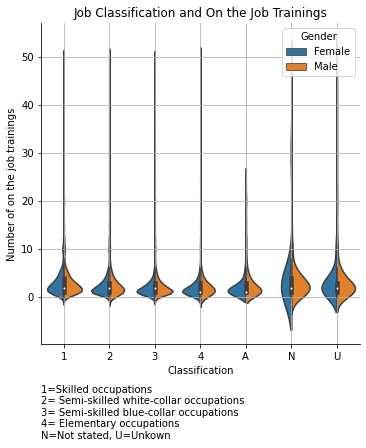 Job Classification and On the Job Trainings
Gender
Female
Male
Number of on the job trainings
50
40
30
20
10
0
1 2 3 4 A N U
Classification
1=Skilled occupations
2= Semi-skilled white-collar occupations
3= Semi-skilled blue-collar occupations
4= Elementary occupations
N=Not stated, U=Unkown